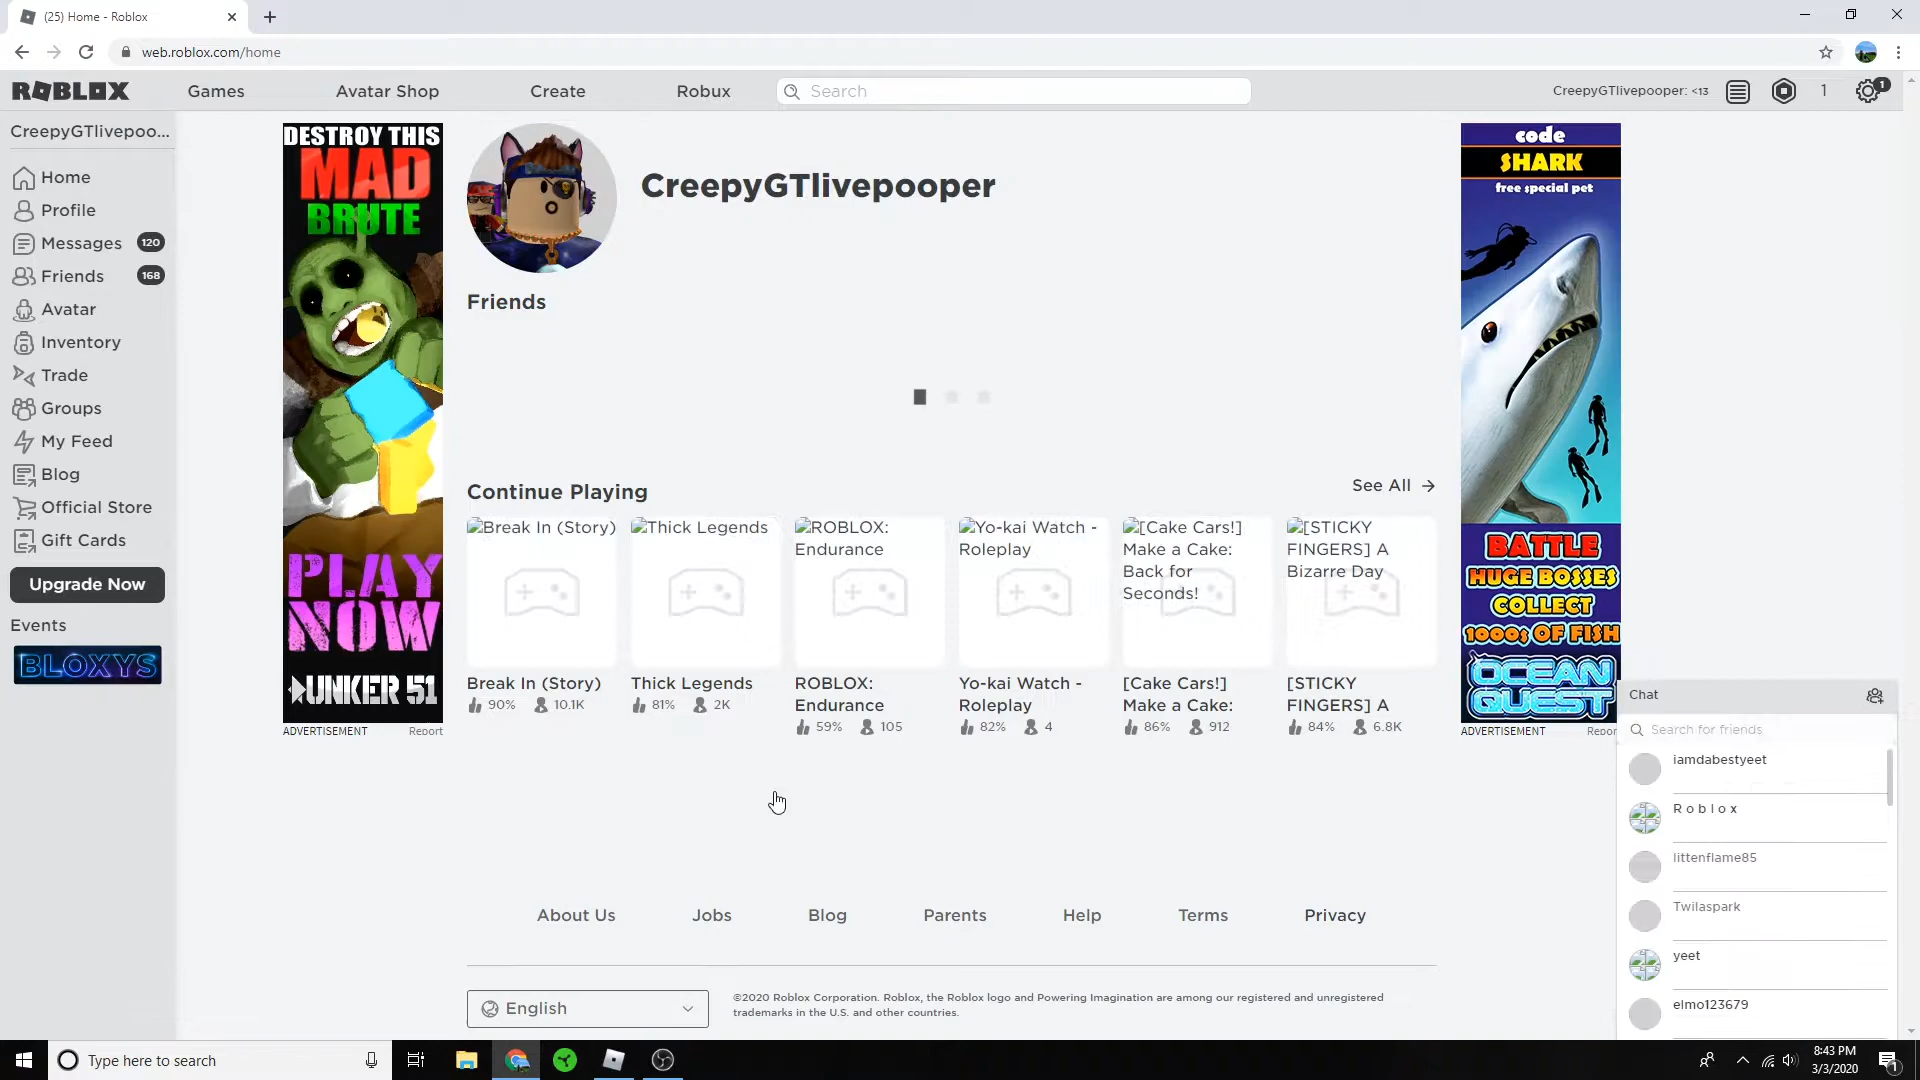 (25) Home - Roblox
web.roblox.com/home
ROBLOX
Games
Avatar Shop
Create
Robux
Search
CreepyGTlivepooper: <13
1
1
CreepyGTlivepoo...
Home
Profile
Messages 120
Friends 168
Avatar
Inventory
Trade
Groups
My Feed
Blog
Official Store
Gift Cards
Upgrade Now
Events
BLOXYS
DESTROY THIS
MAD
BRUTE
PLAY
NOW
BUNKER 51
ADVERTISEMENT
Report
CreepyGTlivepooper
Friends
Continue Playing
See All
Break In (Story)
Thick Legends
ROBLOX:
Endurance
Yo-kai Watch -
Roleplay
[Cake Cars!]
Make a Cake:
Back for
Seconds!
[STICKY
FINGERS] A
Bizarre Day
Break In (Story)
90% 10.1K
Thick Legends
81% 2K
ROBLOX:
Endurance
59% 105
Yo-kai Watch -
Roleplay
82% 4
[Cake Cars!]
Make a Cake:
86% 912
[STICKY
FINGERS] A
84% 6.8K
code
SHARK
free special pet
BATTLE
HUGE BOSSES
COLLECT
1000s OF FISH
OCEAN
QUEST
ADVERTISEMENT
Repor
Chat
Search for friends
iamdabestyeet
R o b l o x
littenflame85
Twilaspark
yeet
elmo123679
About Us
Jobs
Blog
Parents
Help
Terms
Privacy
English
©2020 Roblox Corporation. Roblox, the Roblox logo and Powering Imagination are among our registered and unregistered
trademarks in the U.S. and other countries.
Type here to search
8:43 PM
3/3/2020
1